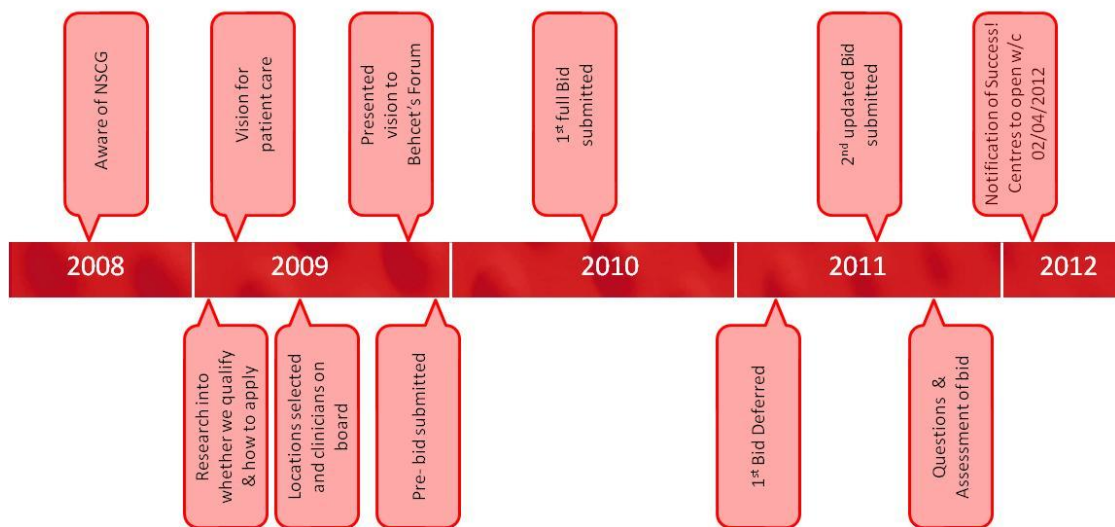 Aware of NSCG
Vision for
patient care
Presented
vision to
Behcet's Forum
1st full Bid
submitted
2nd updated Bid
submitted
Notification of Success!
Centres to open w/c
02/04/2012
2008
2009
2010
2011
2012
Research into
whether we qualify
& how to apply
Locations selected
and clinicians on
board
Pre- bid submitted
1st Bid Deferred
Questions &
Assessment of bid